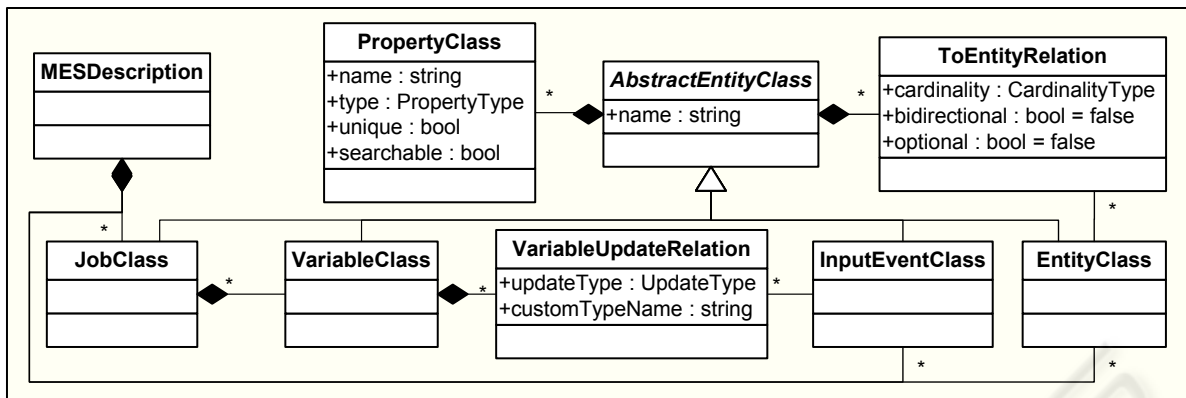 MESDescription
PropertyClass
+name : string
+type : PropertyType
+unique : bool
+searchable : bool
*
AbstractEntityClass
+name : string
*
ToEntityRelation
+cardinality : CardinalityType
+bidirectional : bool = false
+optional : bool = false
*
*
JobClass
*
VariableClass
*
VariableUpdateRelation
+updateType : UpdateType
+customTypeName : string
*
InputEventClass
EntityClass
*
*